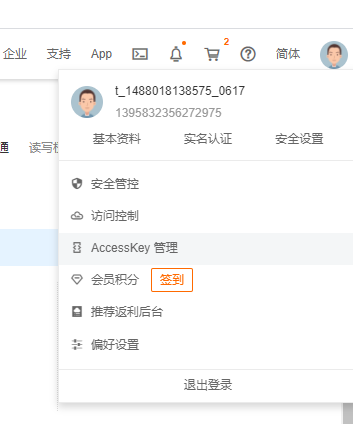 企业 支持 App 2 简体
t_1488018138575_0617
1395832356272975
基本资料 实名认证 安全设置
通 读写
安全管控
访问控制
AccessKey 管理
会员积分 签到
推荐返利后台
偏好设置
退出登录